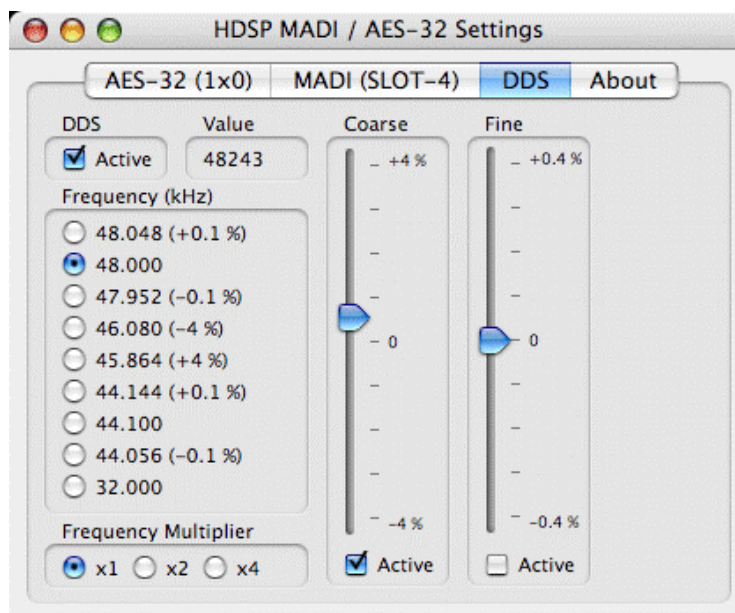 HDSP MADI / AES-32 Settings
AES-32 (1x0) MADI (SLOT-4) DDS About
DDS Value Coarse Fine
Active 48243
Frequency (kHz)
48.048 (+0.1 %)
48.000
47.952 (-0.1 %)
46.080 (-4 %)
45.864 (+4 %)
44.144 (+0.1 %)
44.100
44.056 (-0.1 %)
32.000
Frequency Multiplier
x1 x2 x4
+4 %
0
-4 %
Active
+0.4 %
0
-0.4 %
Active